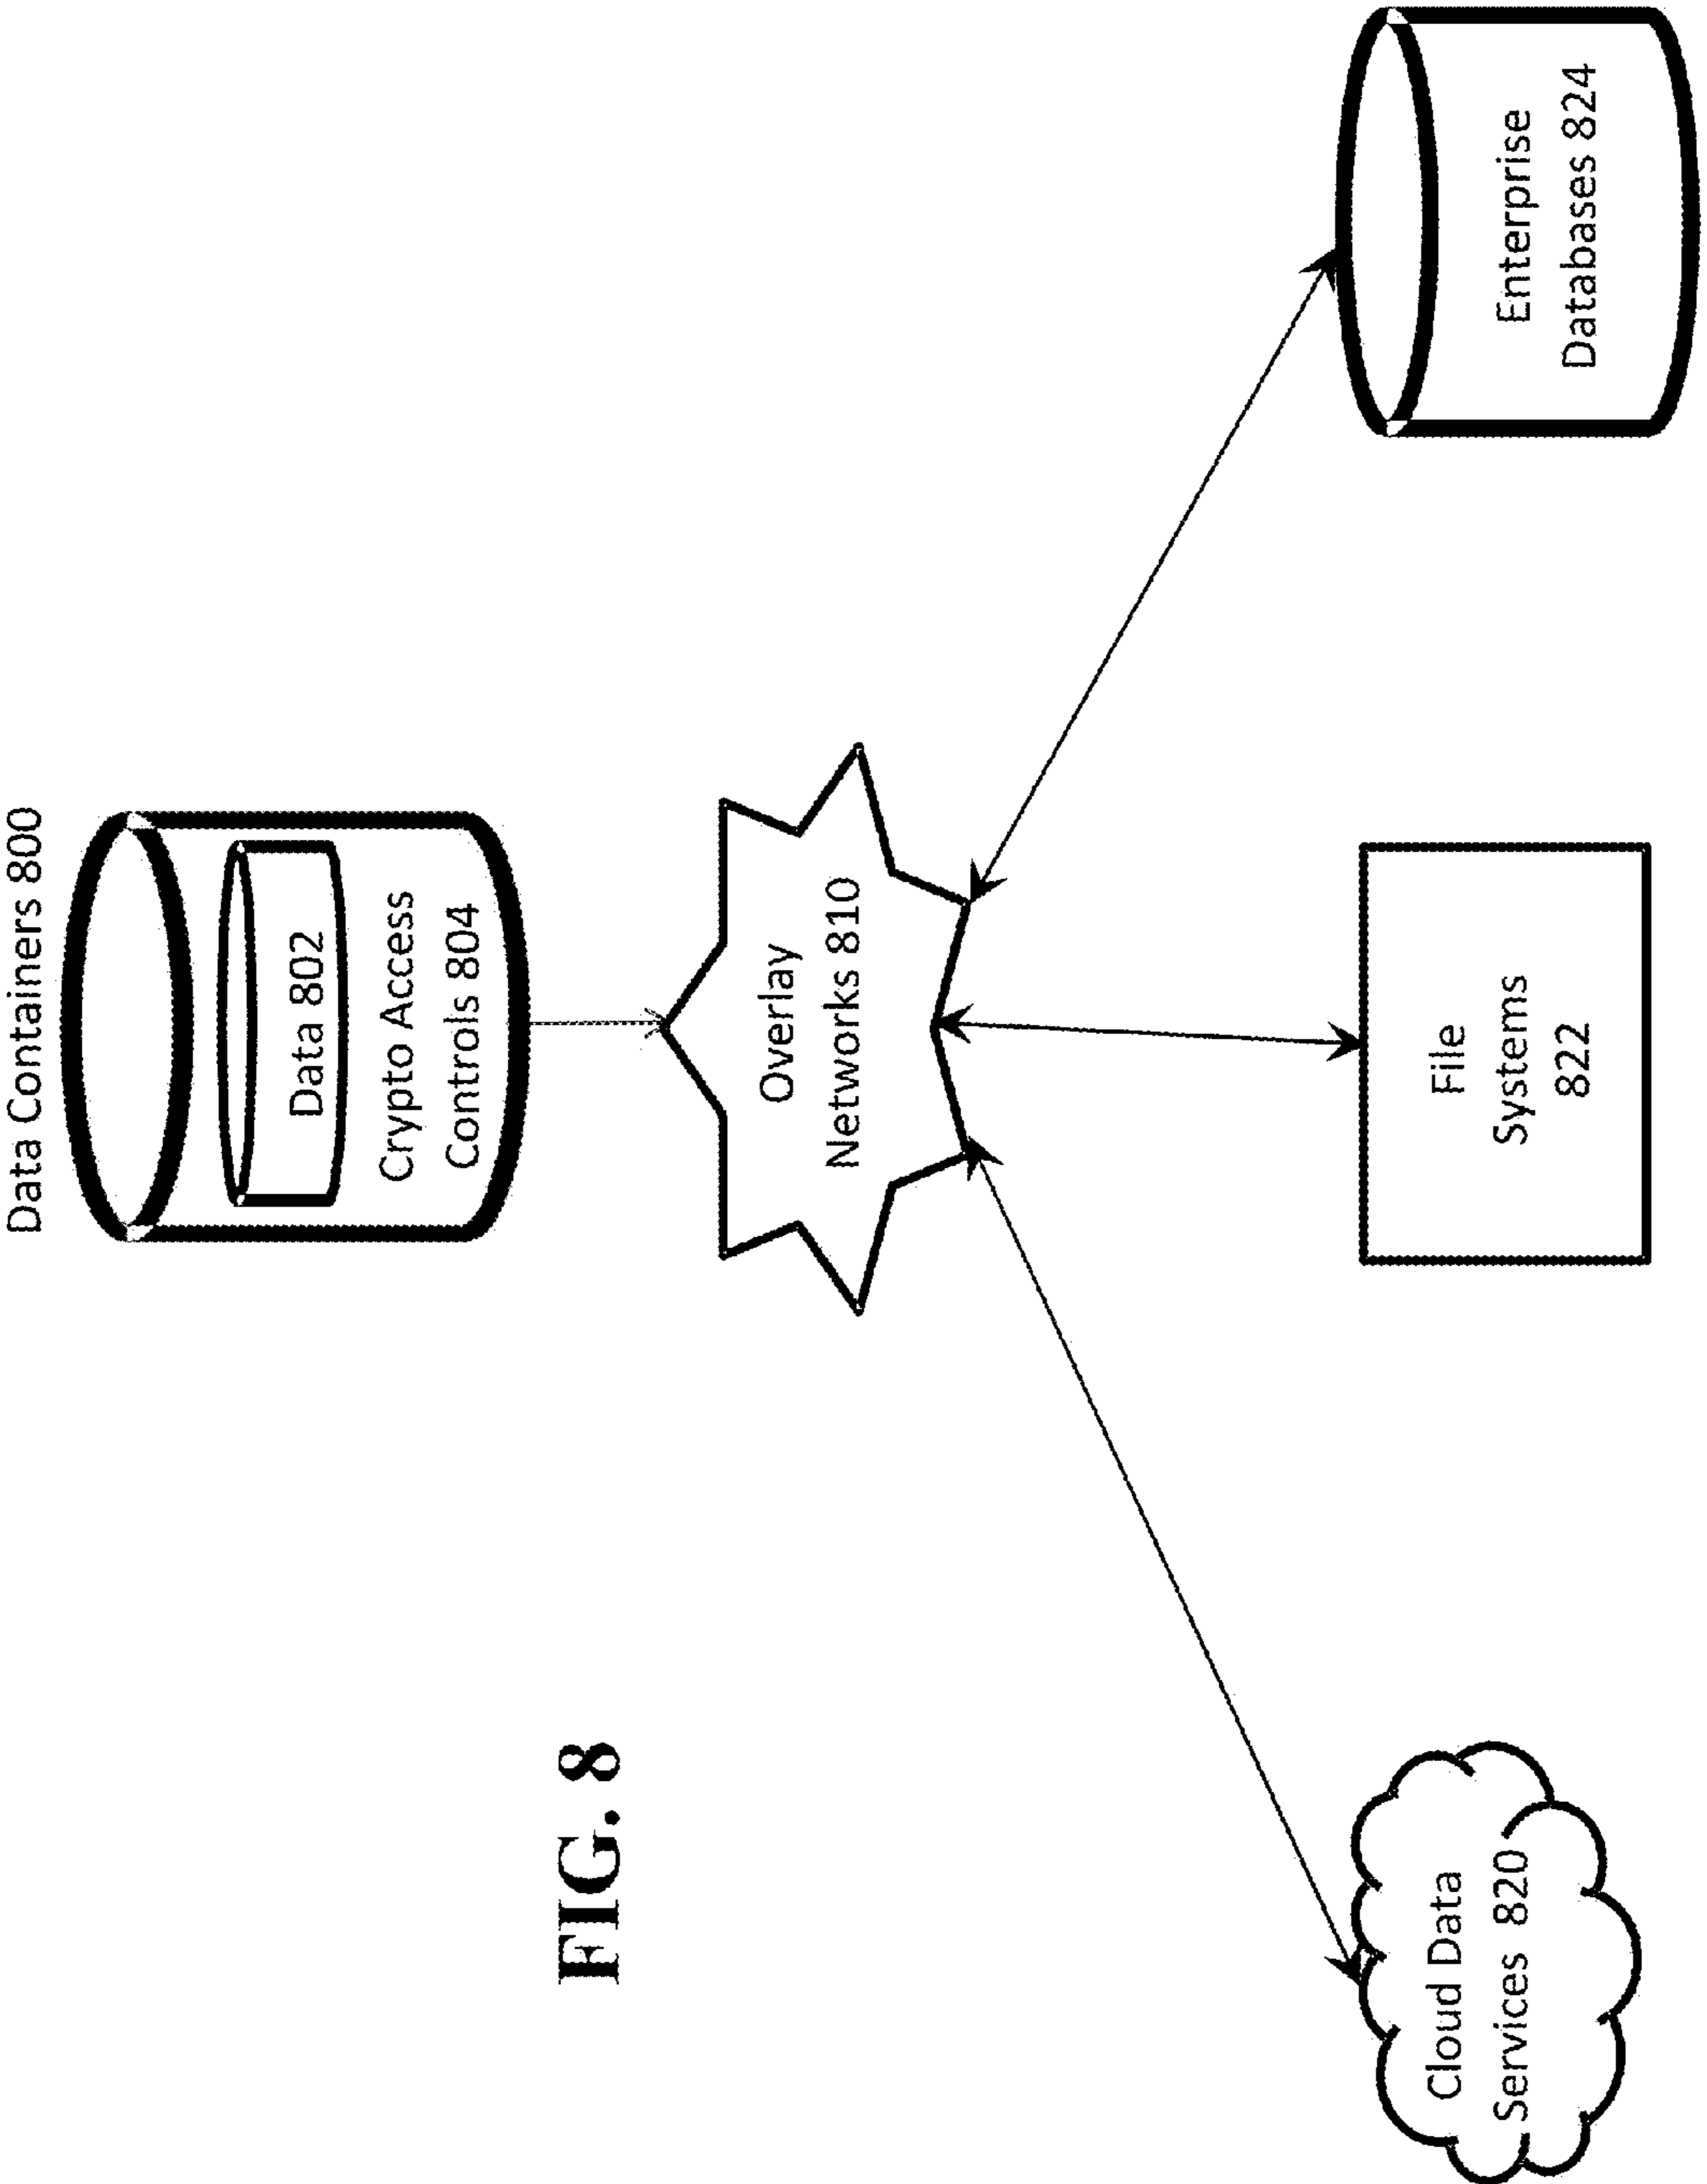 Data Containers 800
Data 802
Crypto Access
Controls 804
Overlay
Networks 810
FIG. 8
Cloud Data
Services 820
File
Systems
822
Enterprise
Databases 824